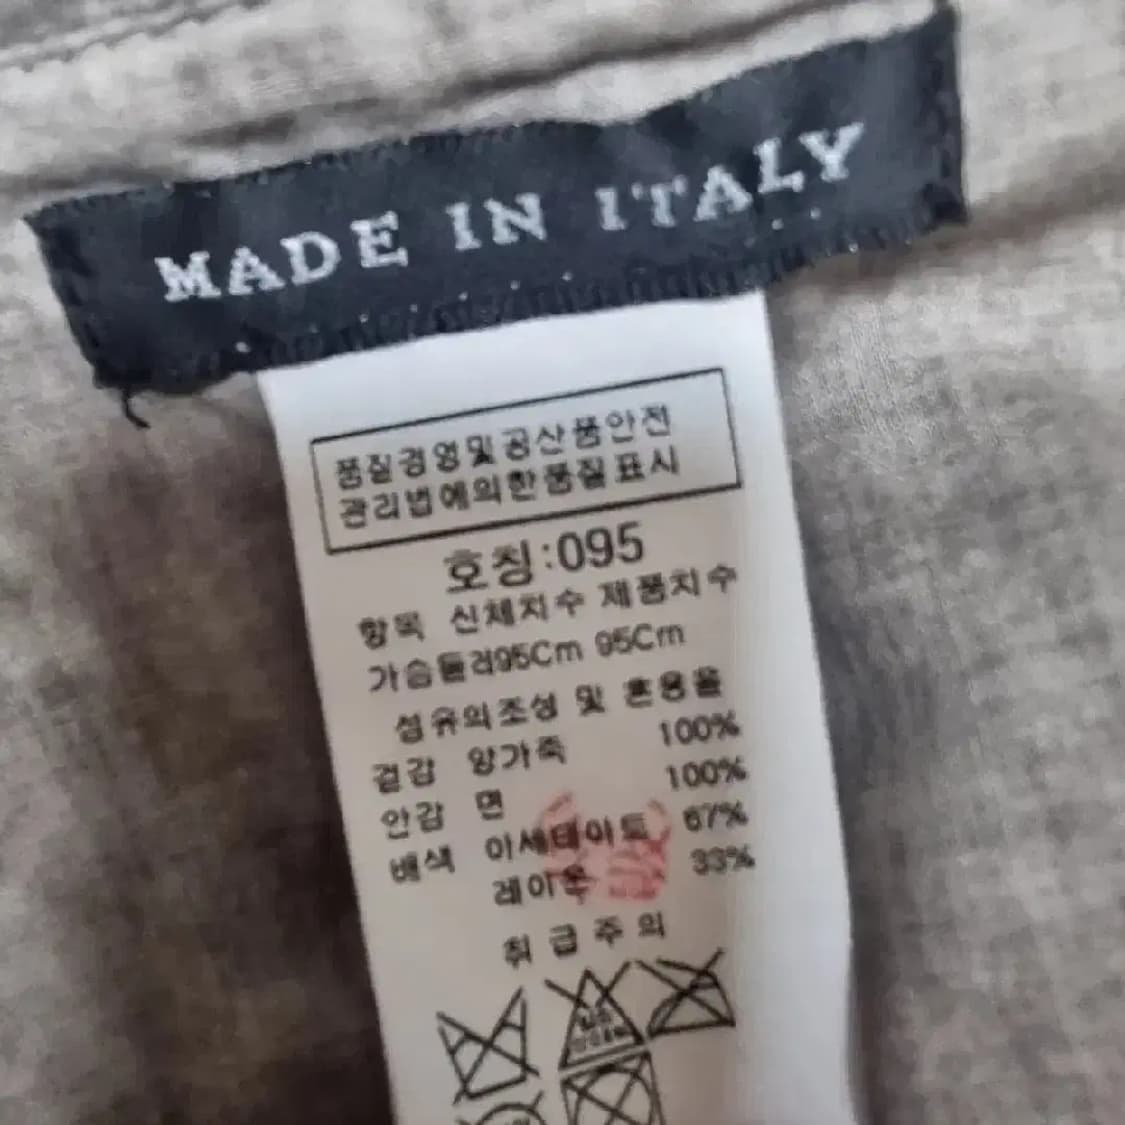 MADE IN ITALY
품질경영및공산품안전
관리법에의한품질표시
호칭:095
항목 신체치수 제품치수
가슴둘레95Cm 95Cm
섬유의조성 및 혼용율
겉감 양가죽 100%
안감 면 100%
배색 아세테이트 67%
레이온 33%
취급주의